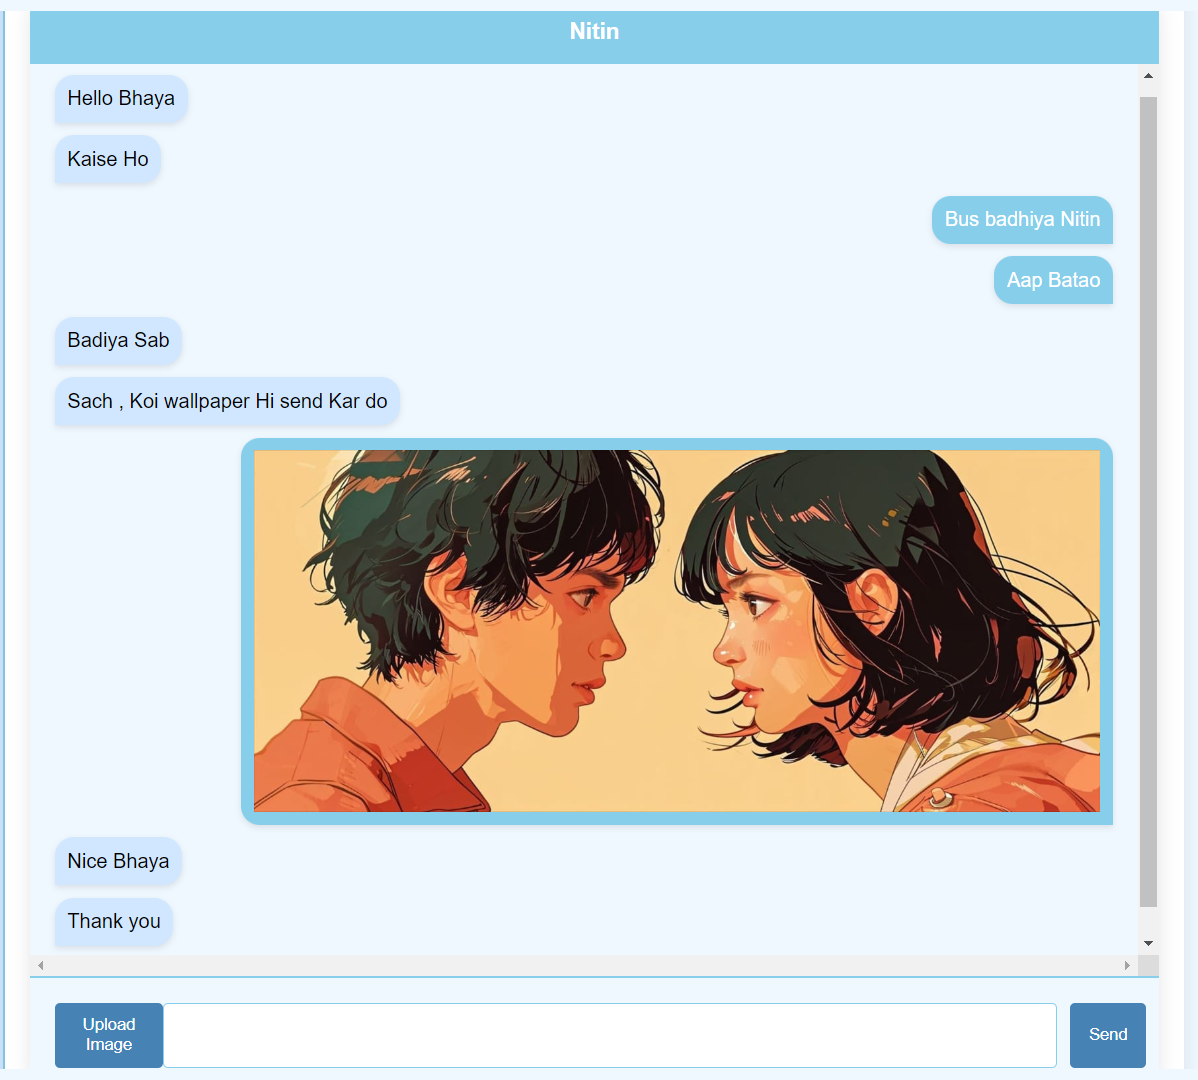 Nitin
Hello Bhaya
Kaise Ho
Bus badhiya Nitin
Aap Batao
Badiya Sab
Sach , Koi wallpaper Hi send Kar do
Nice Bhaya
Thank you
Upload
Image
Send